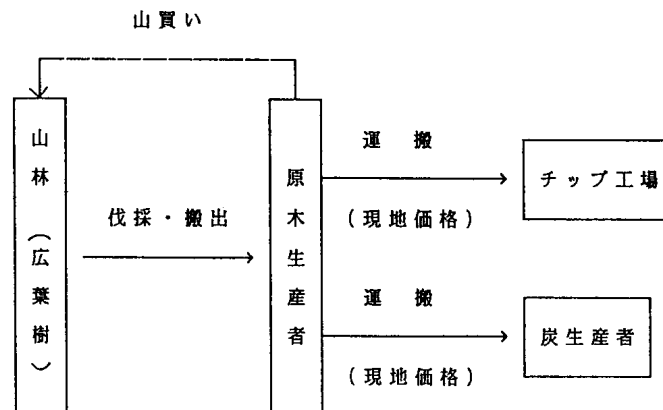 山買い
山林（広葉樹）
伐採・搬出
原木生産者
運搬
(現地価格)
チップ工場
運搬
(現地価格)
炭生産者